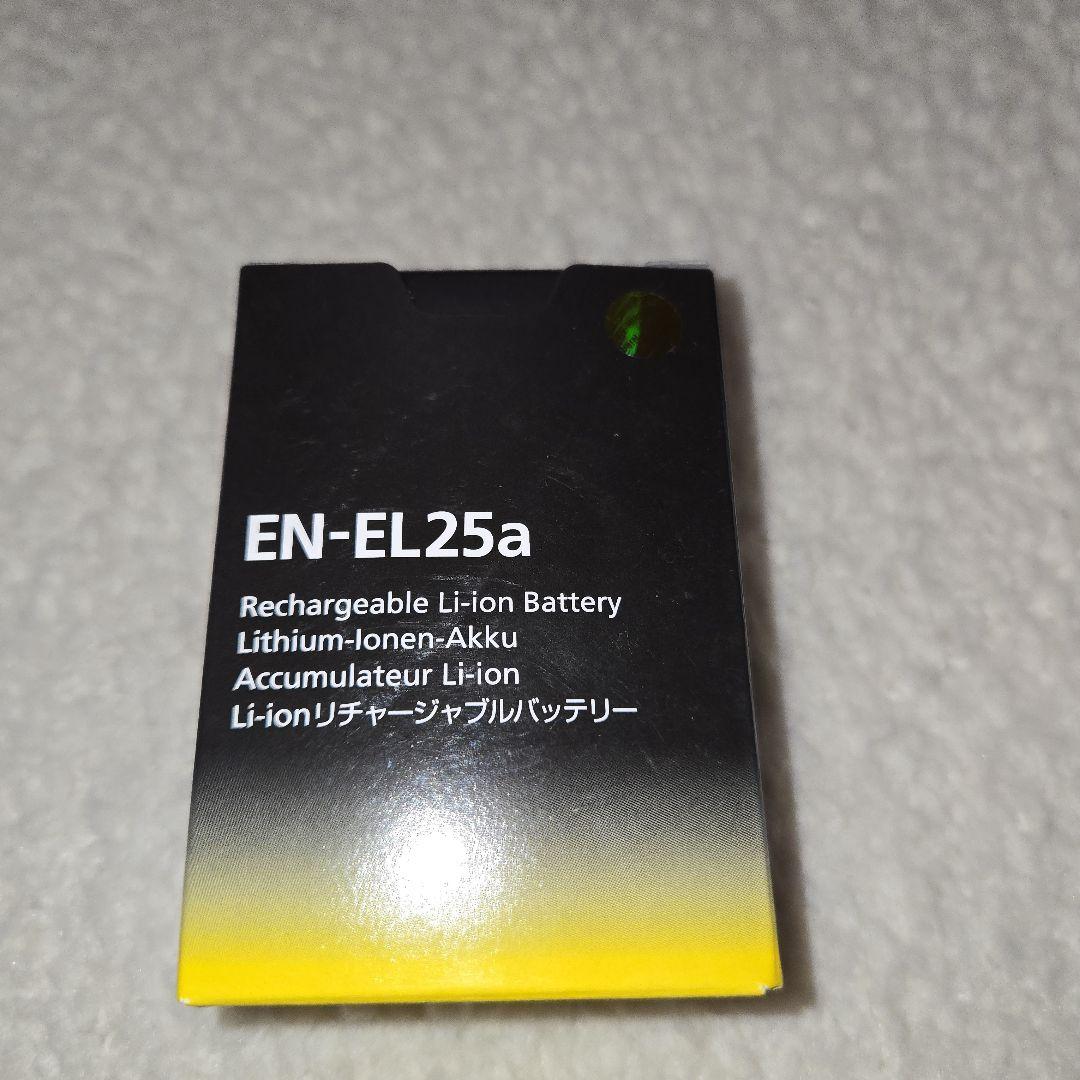 EN-EL25a
Rechargeable Li-ion Battery
Lithium-Ionen-Akku
Accumulateur Li-ion
Li-ionリチャージャブルバッテリー